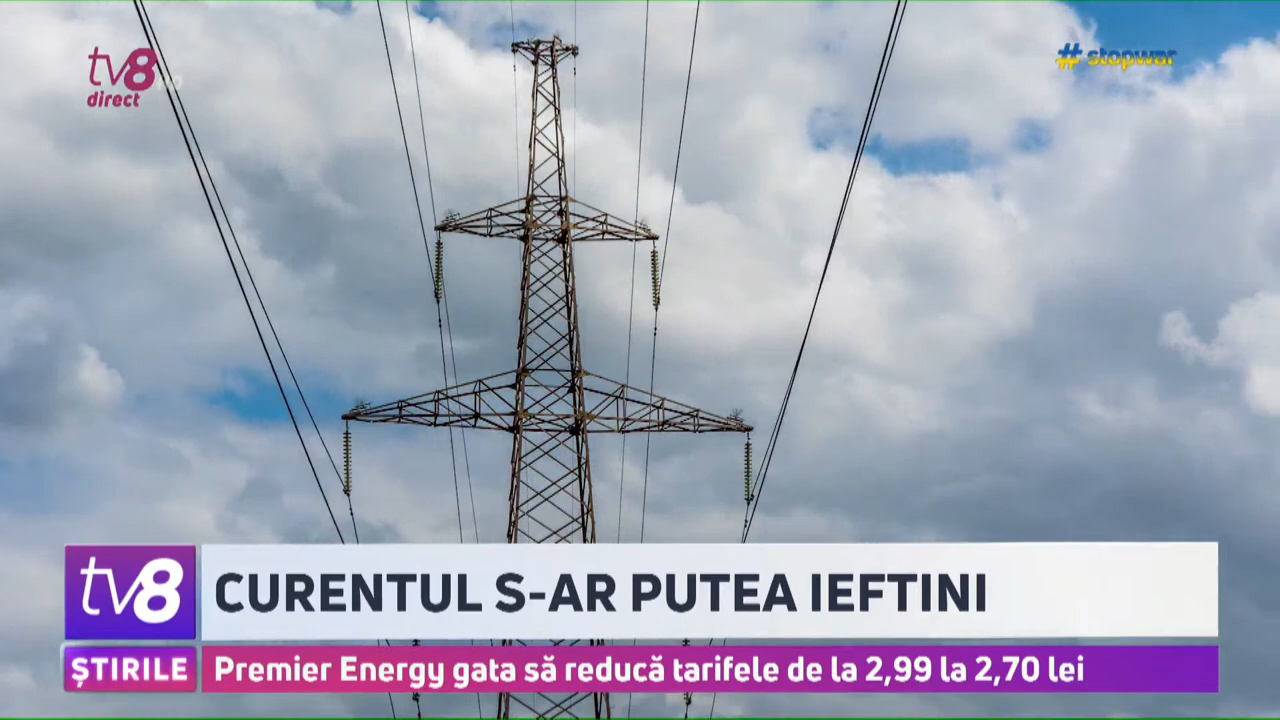 tv8
direct
# stopwar
tv8
CURENTUL S-AR PUTEA IEFTINI
ȘTIRILE
Premier Energy gata să reducă tarifele de la 2,99 la 2,70 lei